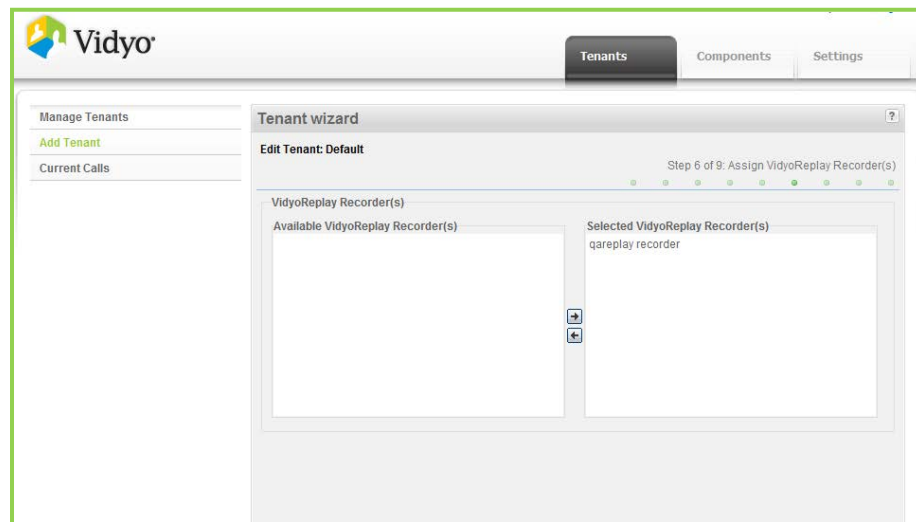 Vidyo
Tenants
Components
Settings
Manage Tenants
Add Tenant
Current Calls
Tenant wizard
?
Edit Tenant: Default
Step 6 of 9: Assign VidyoReplay Recorder(s)
VidyoReplay Recorder(s)
Available VidyoReplay Recorder(s)
Selected VidyoReplay Recorder(s)
qareplay recorder